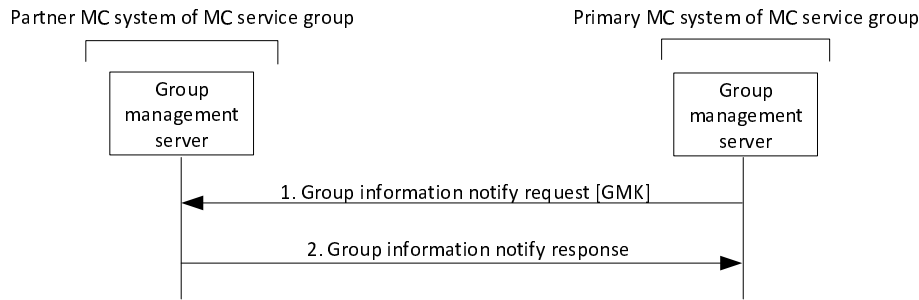 Partner MC system of MC service group
Primary MC system of MC service group
Group
management
server
Group
management
server
1. Group information notify request [GMK]
2. Group information notify response